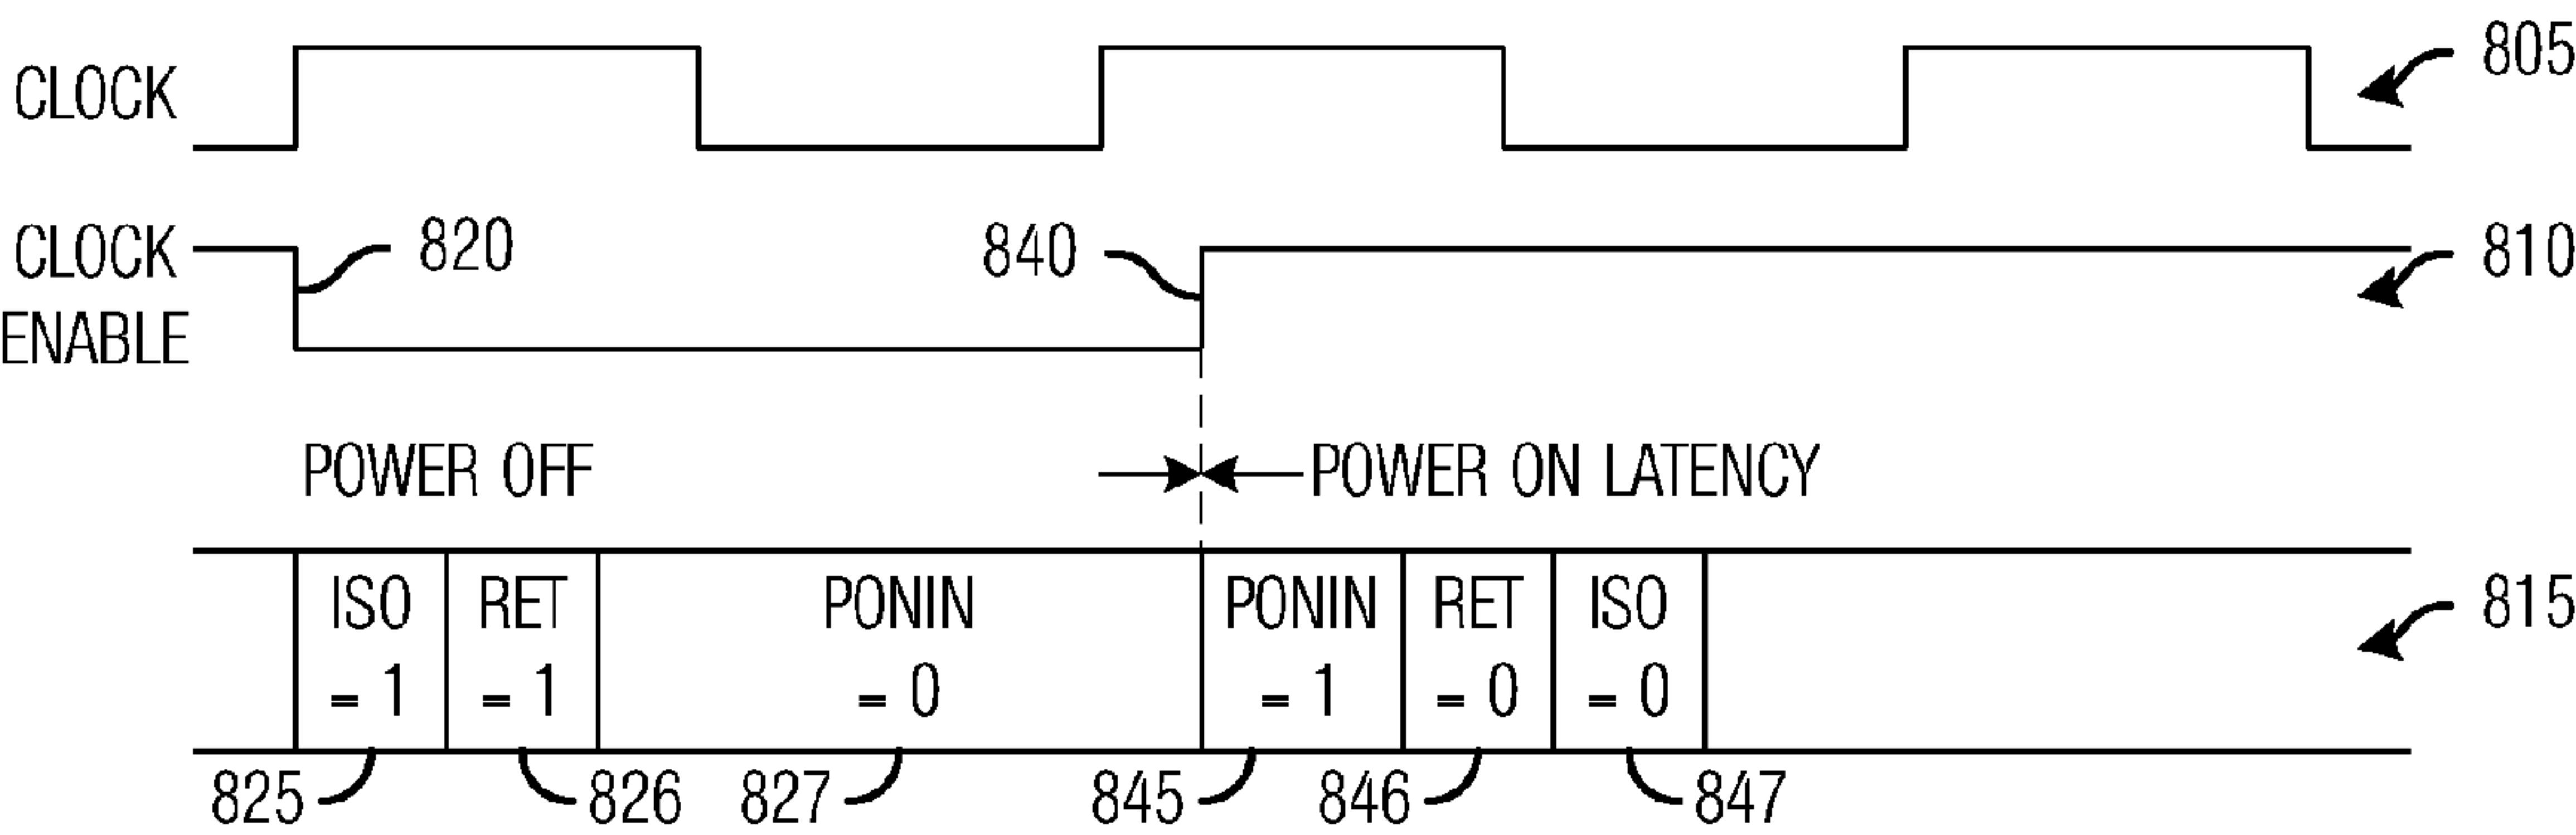 CLOCK
805
CLOCK
ENABLE
820
840
810
POWER OFF
POWER ON LATENCY
ISO
= 1
RET
= 1
PONIN
= 0
PONIN
= 1
RET
= 0
ISO
= 0
815
825
826
827
845
846
847